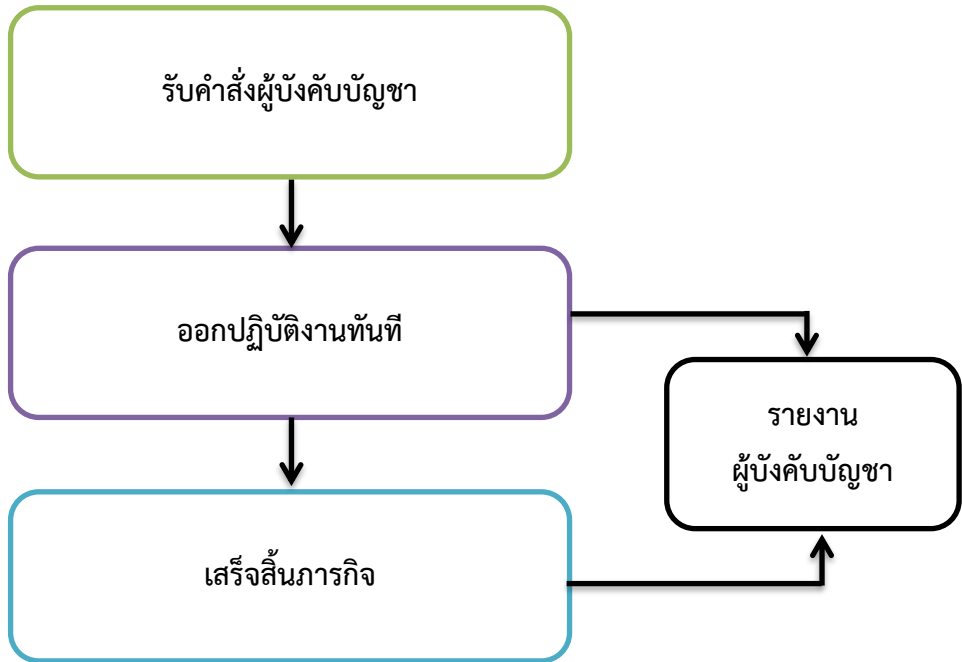 รับคำสั่งผู้บังคับบัญชา
ออกปฏิบัติงานทันที
รายงาน
ผู้บังคับบัญชา
เสร็จสิ้นภารกิจ